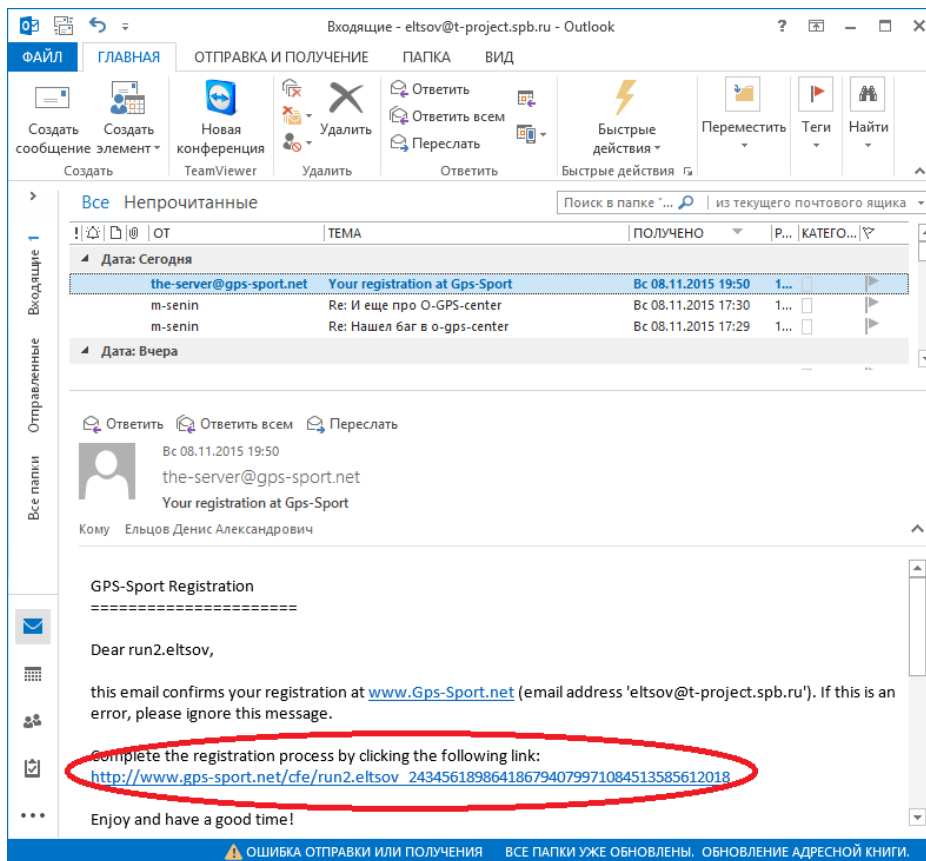 Входящие - eltsov@t-project.spb.ru - Outlook
ФАЙЛ ГЛАВНАЯ ОТПРАВКА И ПОЛУЧЕНИЕ ПАПКА ВИД
Создать сообщение
Создать элемент
Новая конференция
Удалить
Ответить
Ответить всем
Переслать
Быстрые действия
Переместить
Теги
Найти
Создать TeamViewer Удалить Ответить Быстрые действия
Все Непрочитанные
Поиск в папке "... из текущего почтового ящика
ОТ ТЕМА ПОЛУЧЕНО Р... КАТЕГО...
Дата: Сегодня
the-server@gps-sport.net Your registration at Gps-Sport Вс 08.11.2015 19:50 1...
m-senin Re: И еще про O-GPS-center Вс 08.11.2015 17:30 1...
m-senin Re: Нашел баг в o-gps-center Вс 08.11.2015 17:29 1...
Дата: Вчера
Входящие 1
Отправленные
Все папки
Ответить Ответить всем Переслать
Вс 08.11.2015 19:50
the-server@gps-sport.net
Your registration at Gps-Sport
Кому Ельцов Денис Александрович
GPS-Sport Registration
=======================
Dear run2.eltsov,
this email confirms your registration at www.Gps-Sport.net (email address 'eltsov@t-project.spb.ru'). If this is an
error, please ignore this message.
Complete the registration process by clicking the following link:
http://www.gps-sport.net/cfe/run2.eltsov_24345618986418679407997108451358561​2018
Enjoy and have a good time!
ОШИБКА ОТПРАВКИ ИЛИ ПОЛУЧЕНИЯ ВСЕ ПАПКИ УЖЕ ОБНОВЛЕНЫ. ОБНОВЛЕНИЕ АДРЕСНОЙ КНИГИ.